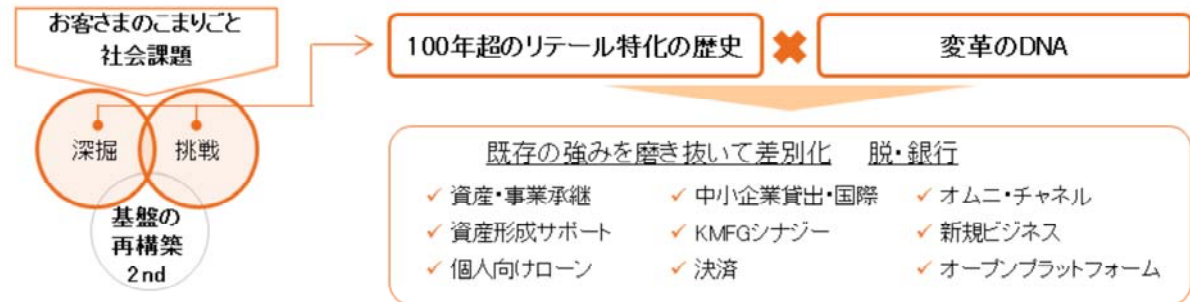 お客さまのこまりごと
社会課題
深掘
挑戦
基盤の
再構築
2nd
100年超のリテール特化の歴史
変革のDNA
既存の強みを磨き抜いて差別化 脱・銀行
✓ 資産・事業承継 ✓ 中小企業貸出・国際 ✓ オムニ・チャネル
✓ 資産形成サポート ✓ KMFGシナジー ✓ 新規ビジネス
✓ 個人向けローン ✓ 決済 ✓ オープンプラットフォーム